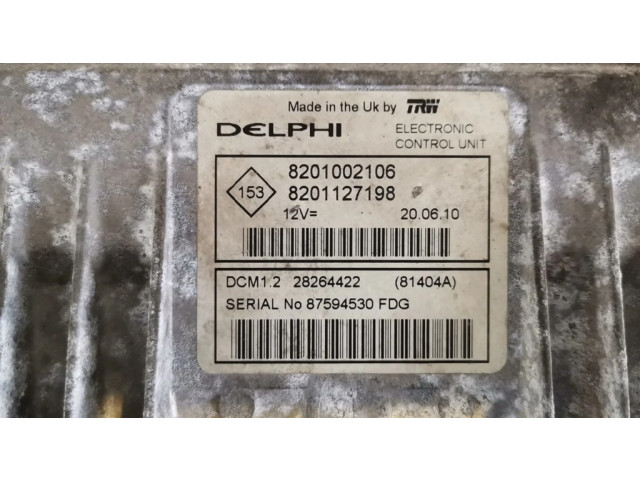 Made in the Uk by TRW
DELPHI ELECTRONIC
CONTROL UNIT
153
8201002106
8201127198
12V= 20.06.10
DCM1.2 28264422 (81404A)
SERIAL No 87594530 FDG